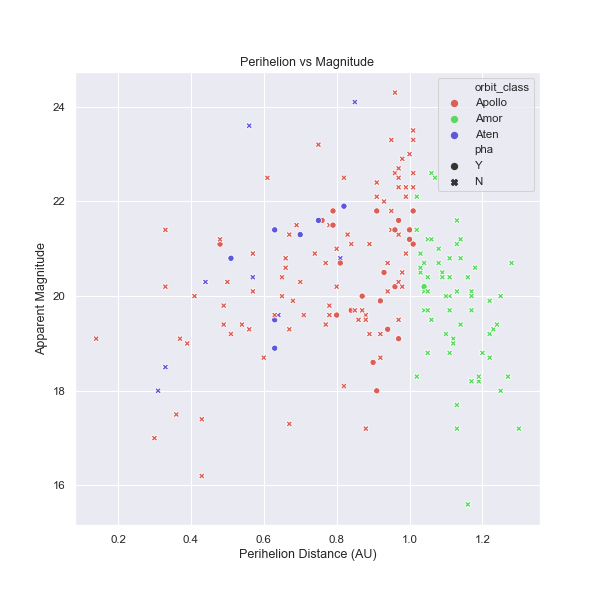 Perihelion vs Magnitude
orbit_class
Apollo
Amor
Aten
pha
Y
N
24
22
20
18
16
Apparent Magnitude
0.2 0.4 0.6 0.8 1.0 1.2
Perihelion Distance (AU)